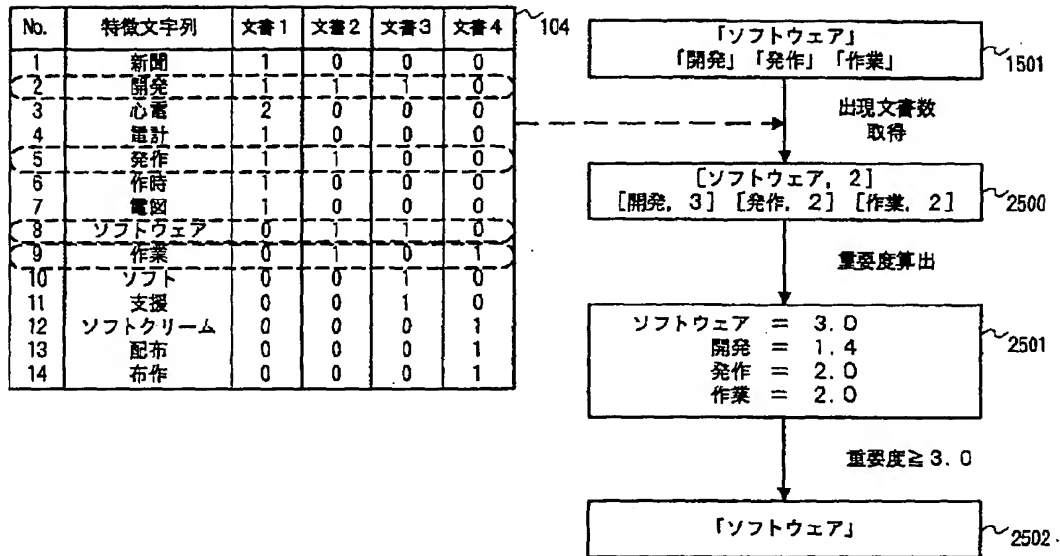 No. 特徴文字列 文書1 文書2 文書3 文書4
1 新聞 1 0 0 0
2 開発 1 1 1 0
3 心電 2 0 0 0
4 電計 1 0 0 0
5 発作 1 1 0 0
6 作時 1 0 0 0
7 電図 1 0 0 0
8 ソフトウェア 0 1 1 0
9 作業 0 1 0 1
10 ソフト 0 0 1 0
11 支援 0 0 1 0
12 ソフトクリーム 0 0 0 1
13 配布 0 0 0 1
14 布作 0 0 0 1
104
「ソフトウェア」
「開発」「発作」「作業」
1501
出現文書数
取得
[ソフトウェア, 2]
[開発, 3] [発作, 2] [作業, 2]
2500
重要度算出
ソフトウェア = 3.0
開発 = 1.4
発作 = 2.0
作業 = 2.0
2501
重要度≧3.0
「ソフトウェア」
2502